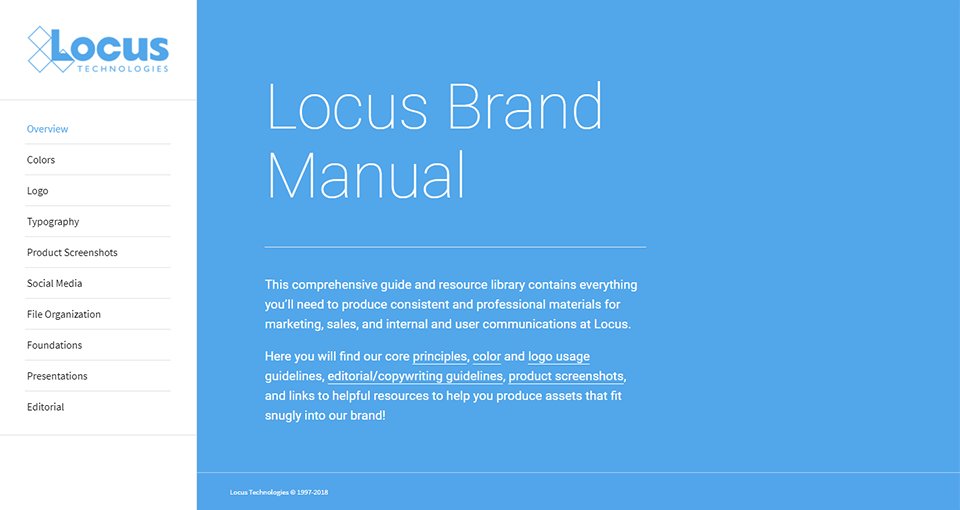 Locus
TECHNOLOGIES
Overview
Colors
Logo
Typography
Product Screenshots
Social Media
File Organization
Foundations
Presentations
Editorial
Locus Brand
Manual
This comprehensive guide and resource library contains everything
you’ll need to produce consistent and professional materials for
marketing, sales, and internal and user communications at Locus.
Here you will find our core principles, color and logo usage
guidelines, editorial/copywriting guidelines, product screenshots,
and links to helpful resources to help you produce assets that fit
snugly into our brand!
Locus Technologies © 1997-2018